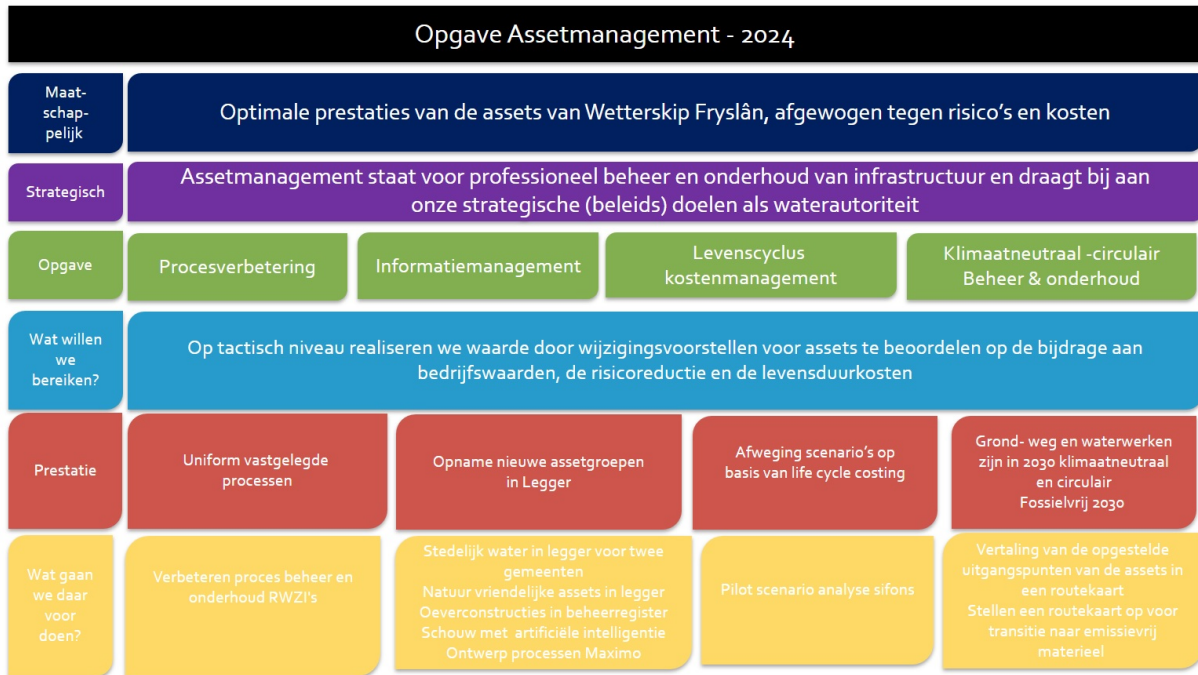 Opgave Assetmanagement - 2024
Maat-
schap-
pelijk
Optimale prestaties van de assets van Wetterskip Fryslân, afgewogen tegen risico's en kosten
Strategisch
Assetmanagement staat voor professioneel beheer en onderhoud van infrastructuur en draagt bij aan
onze strategische (beleids) doelen als waterautoriteit
Opgave
Procesverbetering
Informatiemanagement
Levenscyclus
kostenmanagement
Klimaatneutraal -circulair
Beheer & onderhoud
Wat willen
we
bereiken?
Op tactisch niveau realiseren we waarde door wijzigingsvoorstellen voor assets te beoordelen op de bijdrage aan
bedrijfswaarden, de risicoreductie en de levensduurkosten
Prestatie
Uniform vastgelegde
processen
Opname nieuwe assetgroepen
in Legger
Afweging scenario's op
basis van life cycle costing
Grond- weg en waterwerken
zijn in 2030 klimaatneutraal
en circulair
Fossielvrij 2030
Wat gaan
we daar
voor
doen?
Verbeteren proces beheer en
onderhoud RWZI's
Stedelijk water in legger voor twee
gemeenten
Natuur vriendelijke assets in legger
Oeverconstructies in beheerregister
Schouw met artificiële intelligentie
Ontwerp processen Maximo
Pilot scenario analyse sifons
Vertaling van de opgestelde
uitgangspunten van de assets in
een routekaart
Stellen een routekaart op voor
transitie naar emissievrij
materieel